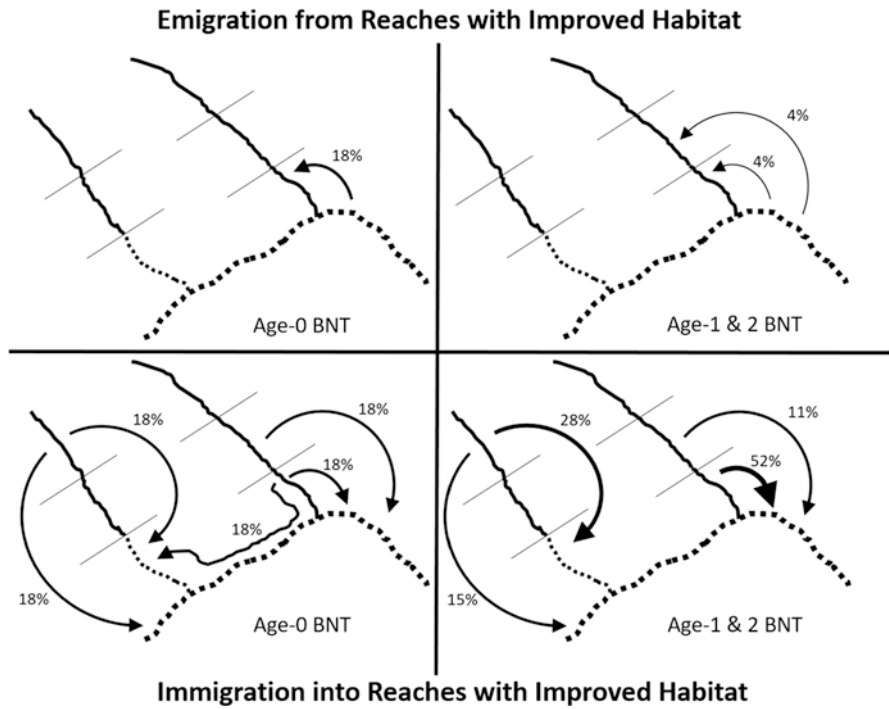 Emigration from Reaches with Improved Habitat
18%
Age-0 BNT
4%
4%
Age-1 & 2 BNT
18%
18%
18%
18%
18%
Age-0 BNT
28%
11%
52%
15%
Age-1 & 2 BNT
Immigration into Reaches with Improved Habitat